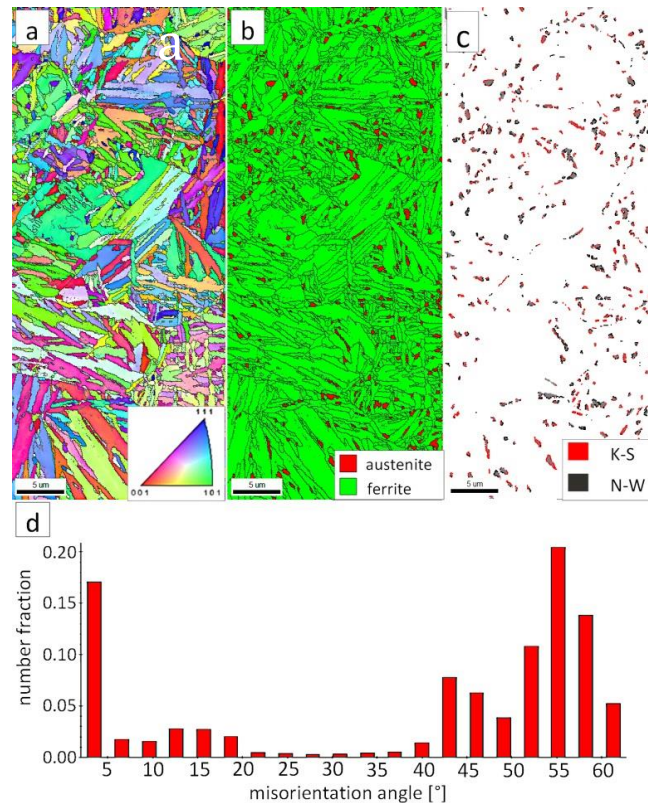 a
a
b
c
111
001
101
5 um
austenite
ferrite
5 um
K-S
N-W
5 um
d
number fraction
0.20
0.15
0.10
0.05
0.00
5
10
15
20
25
30
35
40
45
50
55
60
misorientation angle [°]